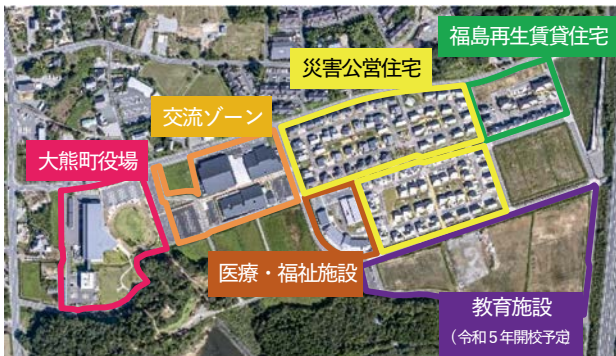 福島再生賃貸住宅
災害公営住宅
交流ゾーン
大熊町役場
医療・福祉施設
教育施設
(令和5年開校予定)